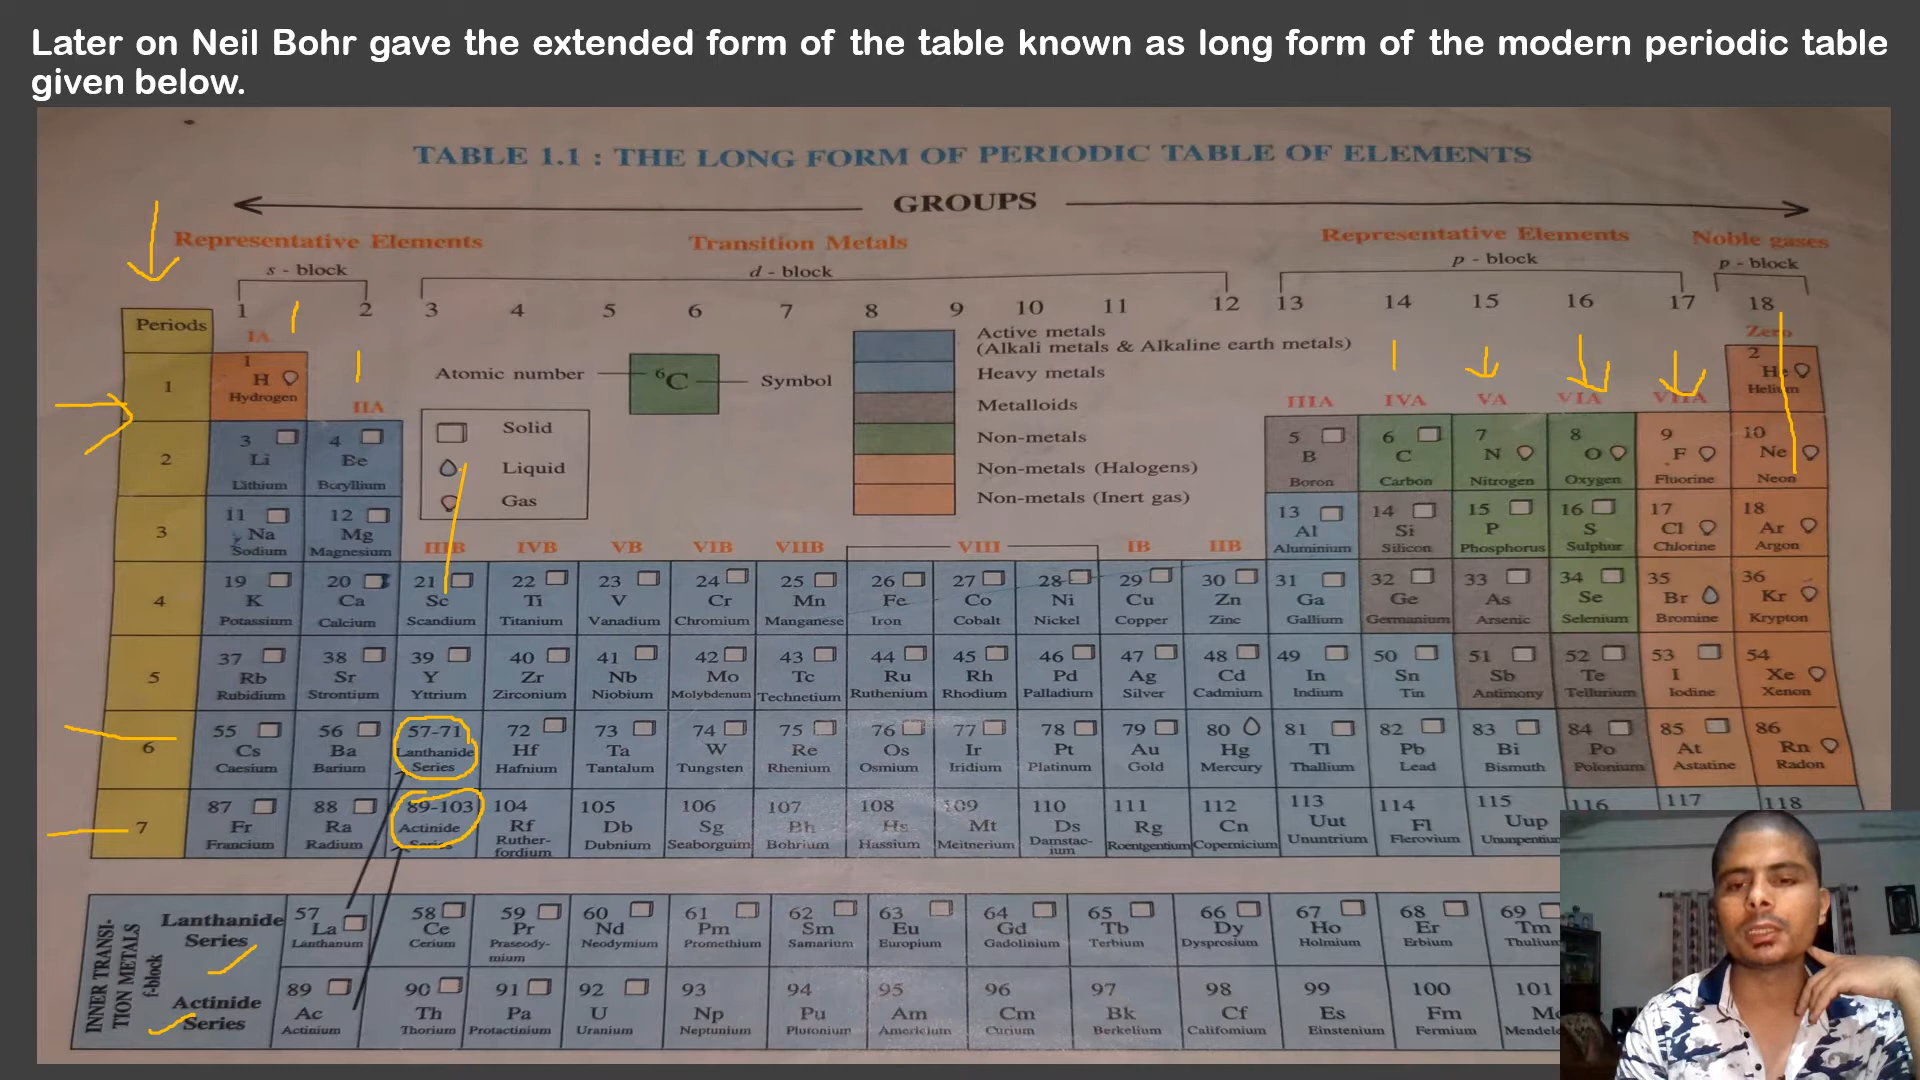 Later on Neil Bohr gave the extended form of the table known as long form of the modern periodic table
given below.
TABLE 1.1 : THE LONG FORM OF PERIODIC TABLE OF ELEMENTS
GROUPS
Representative Elements Transition Metals Representative Elements Noble gases
s - block d - block p - block p - block
1 2 3 4 5 6 7 8 9 10 11 12 13 14 15 16 17 18
Periods
IA Zero
Active metals
(Alkali metals & Alkaline earth metals)
Heavy metals
Metalloids
Non-metals
Non-metals (Halogens)
Non-metals (Inert gas)
Atomic number 6C Symbol
Solid
Liquid
Gas
IIA IIIA IVA VA VIA VIIA
1 1 H Hydrogen 2 He Helium
2 3 Li Lithium 4 5 B Boron 6 C Carbon 7 N Nitrogen 8 O Oxygen 9 F Fluorine 10 Ne Neon
3 11 Na Sodium 12 Mg Magnesium 13 Al Aluminium 14 Si Silicon 15 P Phosphorus 16 S Sulphur 17 Cl Chlorine 18 Ar Argon
IIIB IVB VB VIB VIIB VIII IB IIB
4 19 K Potassium 20 Ca Calcium 21 Sc Scandium 22 Ti Titanium 23 V Vanadium 24 Cr Chromium 25 Mn Manganese 26 Fe Iron 27 Co Cobalt 28 Ni Nickel 29 Cu Copper 30 Zn Zinc 31 Ga Gallium 32 Ge Germanium 33 As Arsenic 34 Se Selenium 35 Br Bromine 36 Kr Krypton
5 37 Rb Rubidium 38 Sr Strontium 39 Y Yttrium 40 Zr Zirconium 41 Nb Niobium 42 Mo Molybdenum 43 Tc Technetium 44 Ru Ruthenium 45 Rh Rhodium 46 Pd Palladium 47 Ag Silver 48 Cd Cadmium 49 In Indium 50 Sn Tin 51 Sb Antimony 52 Te Tellurium 53 I Iodine 54 Xe Xenon
6 55 Cs Caesium 56 Ba Barium 57-71 Lanthanide Series 72 Hf Hafnium 73 Ta Tantalum 74 W Tungsten 75 Re Rhenium 76 Os Osmium 77 Ir Iridium 78 Pt Platinum 79 Au Gold 80 Hg Mercury 81 Tl Thallium 82 Pb Lead 83 Bi Bismuth 84 Po Polonium 85 At Astatine 86 Rn Radon
7 87 Fr Francium 88 Ra Radium 89-103 Actinide Series 104 Rf Ruther-fordium 105 Db Dubnium 106 Sg Seaborguim 107 Bh Bohrium 108 Hs Hassium 109 Mt Meitnerium 110 Ds Damstac-ium 111 Rg Roentgentium 112 Cn Copernicium 113 Uut Ununtrium 114 Fl Flerovium 115 Uup 116 117 118
INNER TRANSI-
TION METALS
f-block
Lanthanide Series 57 La Lanthanum 58 Ce Cerium 59 Pr Praseody-mium 60 Nd Neodymium 61 Pm Promethium 62 Sm Samarium 63 Eu Europium 64 Gd Gadolinium 65 Tb Terbium 66 Dy Dysprosium 67 Ho Holmium 68 Er Erbium 69 Tm
Actinide Series 89 Ac Actinium 90 Th Thorium 91 Pa Protactinium 92 U Uranium 93 Np Neptunium 94 Pu Plutonium 95 Am Americium 96 Cm Curium 97 Bk Berkelium 98 Cf Californium 99 Es Einstenium 100 Fm Fermium 101